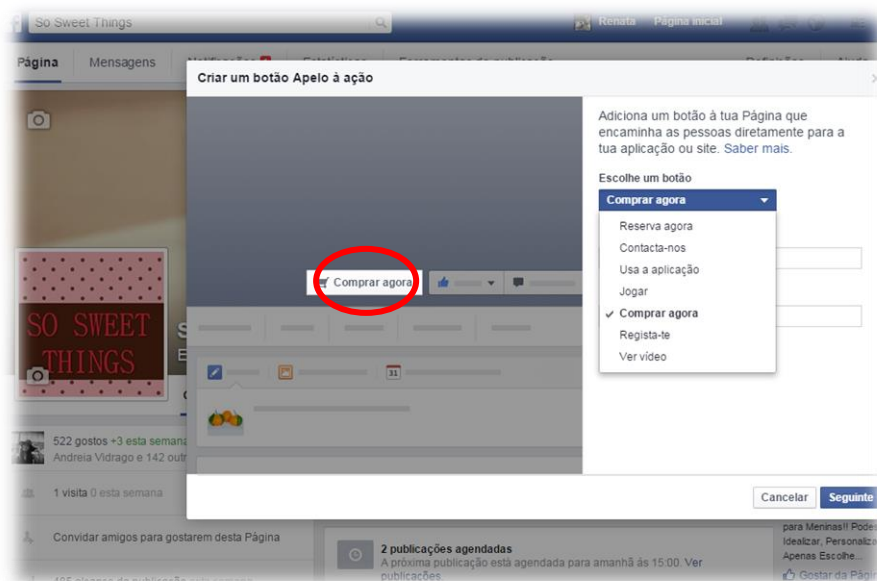 So Sweet Things
Renata Página inicial
Página Mensagens
Criar um botão Apelo à ação
Adiciona um botão à tua Página que
encaminha as pessoas diretamente para a
tua aplicação ou site. Saber mais.
Escolhe um botão
Comprar agora
Reserva agora
Contacta-nos
Usa a aplicação
Jogar
Comprar agora
Regista-te
Ver vídeo
Comprar agora
31
SO SWEET
THINGS
522 gostos +3 esta semana
Andreia Vidrago e 142
1 visita 0 esta semana
Convidar amigos para gostarem desta Página
Cancelar Seguinte
2 publicações agendadas
A próxima publicação está agendada para amanhã às 15:00. Ver
publicações.
para Meninas!!
Idealizar,
Apenas Escolhe...
Gostar da